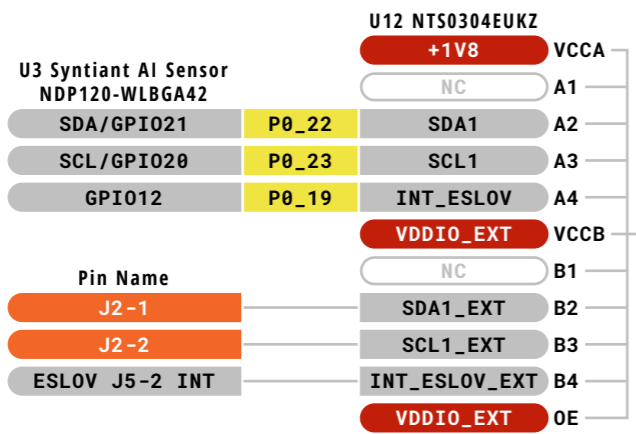 U12 NTS0304EUKZ
+1V8 VCCA
U3 Syntiant AI Sensor
NDP120-WLBGA42
NC A1
SDA/GPIO21 P0_22 SDA1 A2
SCL/GPIO20 P0_23 SCL1 A3
GPIO12 P0_19 INT_ESLOV A4
VDDIO_EXT VCCB
Pin Name
NC B1
J2-1 SDA1_EXT B2
J2-2 SCL1_EXT B3
ESLOV J5-2 INT INT_ESLOV_EXT B4
VDDIO_EXT OE